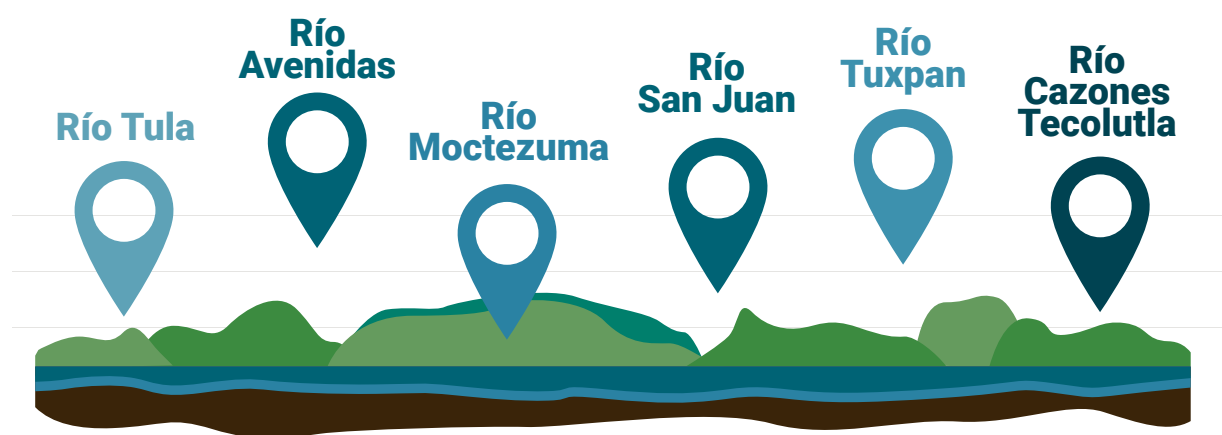 Río Tula
Río
Avenidas
Río
Moctezuma
Río
San Juan
Río
Tuxpan
Río
Cazones
Tecolutla